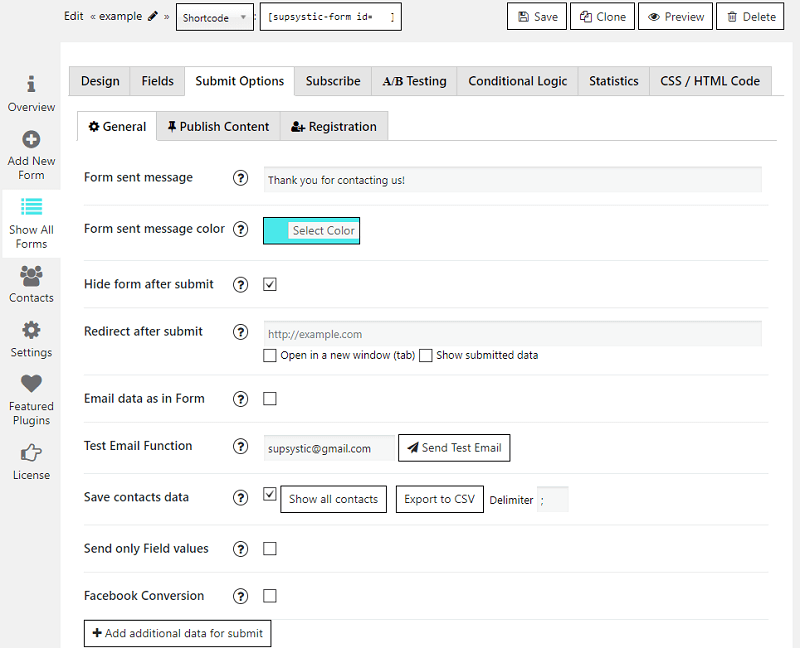 Edit « example » Shortcode : [supsystic-form id= ] Save Clone Preview Delete
Design Fields Submit Options Subscribe A/B Testing Conditional Logic Statistics CSS / HTML Code
Overview
Add New
Form
Show All
Forms
Contacts
Settings
Featured
Plugins
License
General Publish Content Registration
Form sent message ? Thank you for contacting us!
Form sent message color ? Select Color
Hide form after submit ?
Redirect after submit ? http://example.com
Open in a new window (tab) Show submitted data
Email data as in Form ?
Test Email Function ? supsystic@gmail.com Send Test Email
Save contacts data ? Show all contacts Export to CSV Delimiter ;
Send only Field values ?
Facebook Conversion ?
Add additional data for submit